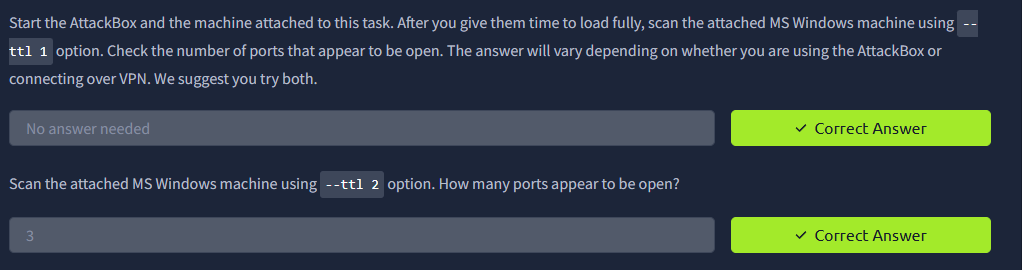 Start the AttackBox and the machine attached to this task. After you give them time to load fully, scan the attached MS Windows machine using --
ttl 1 option. Check the number of ports that appear to be open. The answer will vary depending on whether you are using the AttackBox or
connecting over VPN. We suggest you try both.
No answer needed
✓ Correct Answer
Scan the attached MS Windows machine using --ttl 2 option. How many ports appear to be open?
3
✓ Correct Answer